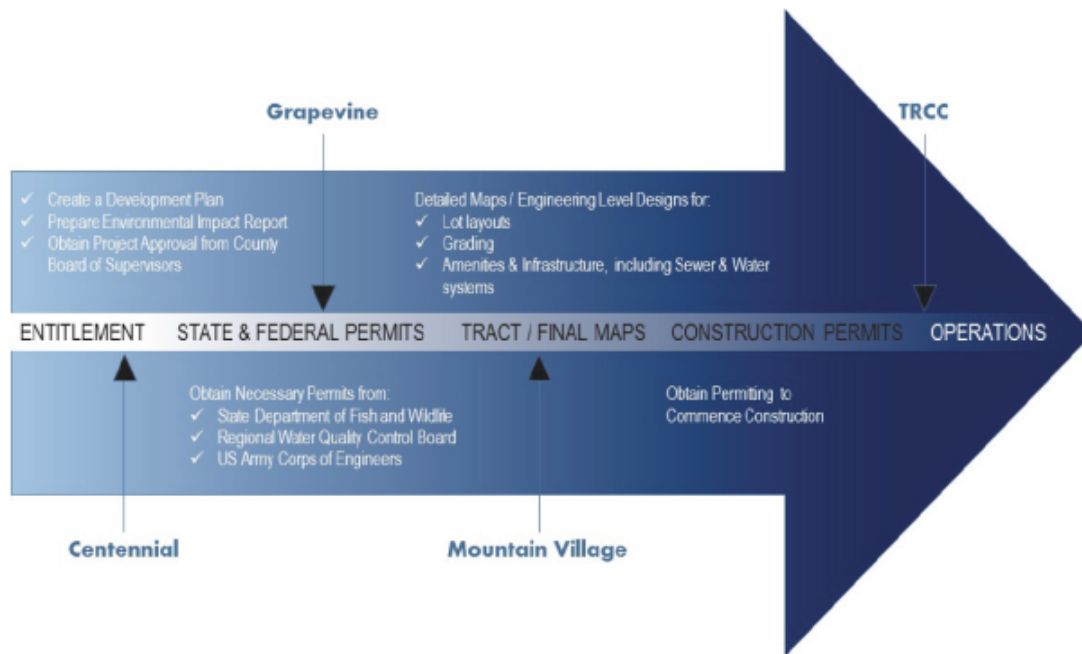 Grapevine
TRCC
✓ Create a Development Plan
✓ Prepare Environmental Impact Report
✓ Obtain Project Approval from County
Board of Supervisors
Detailed Maps / Engineering Level Designs for:
✓ Lot layouts
✓ Grading
✓ Amenities & Infrastructure, including Sewer & Water
systems
ENTITLEMENT STATE & FEDERAL PERMITS TRACT / FINAL MAPS CONSTRUCTION PERMITS OPERATIONS
Obtain Necessary Permits from:
✓ State Department of Fish and Wildlife
✓ Regional Water Quality Control Board
✓ US Army Corps of Engineers
Obtain Permitting to
Commence Construction
Centennial
Mountain Village